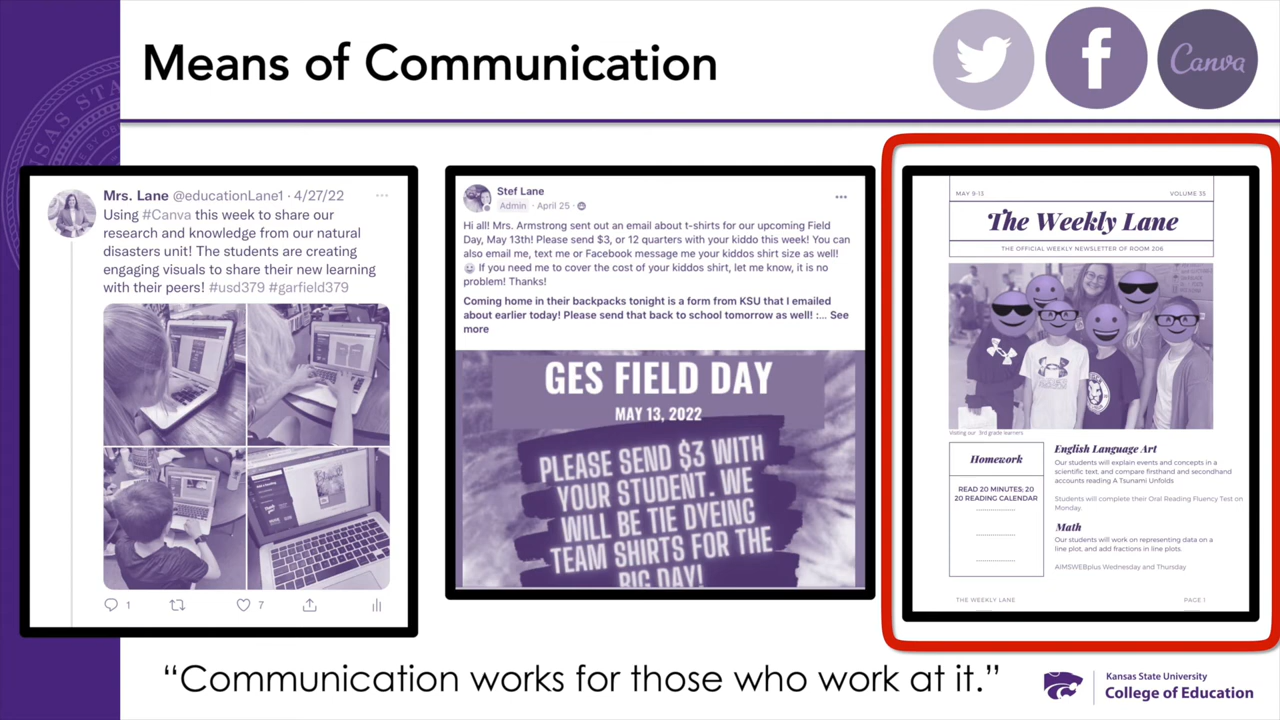 Means of Communication
Canva
Mrs. Lane @educationLane1 · 4/27/22
Using #Canva this week to share our
research and knowledge from our natural
disasters unit! The students are creating
engaging visuals to share their new learning
with their peers! #usd379 #garfield379
1
7
Stef Lane
Admin · April 25 ·
Hi all! Mrs. Armstrong sent out an email about t-shirts for our upcoming Field
Day, May 13th! Please send $3, or 12 quarters with your kiddo this week! You can
also email me, text me or Facebook message me your kiddos shirt size as well!
If you need me to cover the cost of your kiddos shirt, let me know, it is no
problem! Thanks!
Coming home in their backpacks tonight is a form from KSU that I emailed
about earlier today! Please send that back to school tomorrow as well! :... See
more
GES FIELD DAY
MAY 13, 2022
PLEASE SEND $3 WITH
YOUR STUDENT. WE
WILL BE TIE DYEING
TEAM SHIRTS FOR THE
BIG DAY!
MAY 9-13
VOLUME 35
The Weekly Lane
THE OFFICIAL WEEKLY NEWSLETTER OF ROOM 206
Visiting our 3rd grade learners
Homework
READ 20 MINUTES; 20
20 READING CALENDAR
English Language Art
Our students will explain events and concepts in a
scientific text, and compare firsthand and secondhand
accounts reading A Tsunami Unfolds
Students will complete their Oral Reading Fluency Test on
Monday.
Math
Our students will work on representing data on a
line plot, and add fractions in line plots.
AIMSWEBplus Wednesday and Thursday
THE WEEKLY LANE
PAGE 1
“Communication works for those who work at it.”
Kansas State University
College of Education